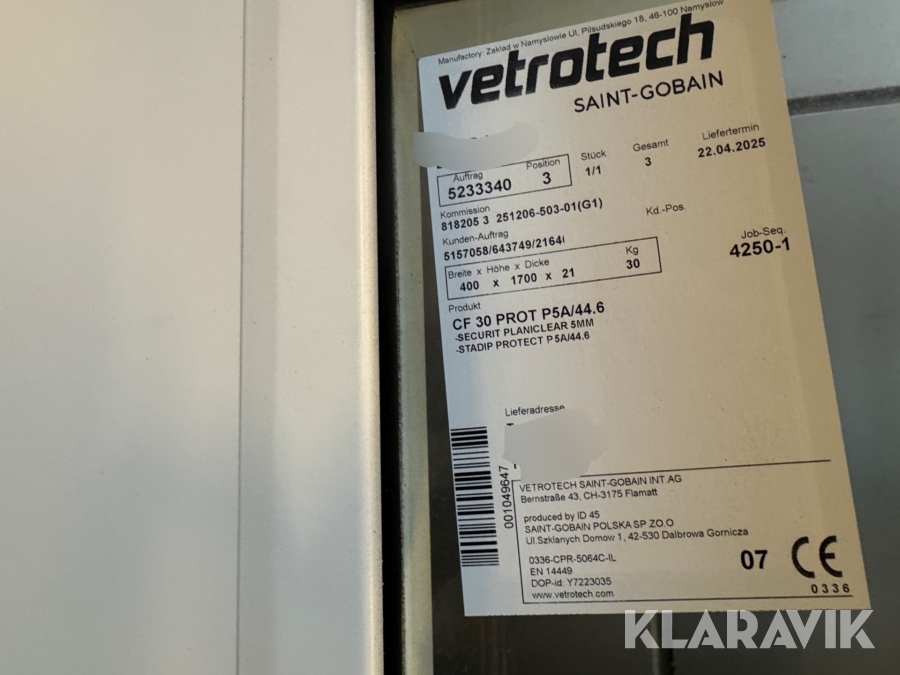 Manufactory: Zakład w Namysłowie Ul, Pilsudskiego 18, 46-100 Namysłow
vetrotech
SAINT-GOBAIN
Auftrag Position Stück Gesamt Liefertermin
5233340 3 1/1 3 22.04.2025
Kommission
818205 3 251206-503-01(G1) Kd.-Pos.
Kunden-Auftrag
5157058/643749/2164 Job-Seq.
4250-1
Breite x Höhe x Dicke Kg
400 x 1700 x 21 30
Produkt
CF 30 PROT P5A/44.6
-SECURIT PLANICLEAR 5MM
-STADIP PROTECT P5A/44.6
Lieferadresse
001049647
VETROTECH SAINT-GOBAIN INT.AG
Bernstraße 43, CH-3175 Flamatt
produced by ID 45
SAINT-GOBAIN POLSKA SP.ZO.O
Ul.Szklanych Domow 1, 42-530 Dalbrowa Gornicza
0336-CPR-5064C-IL 07 CE
EN 14449
DOP-id: Y7223035 0336
www.vetrotech.com
KLARAVIK